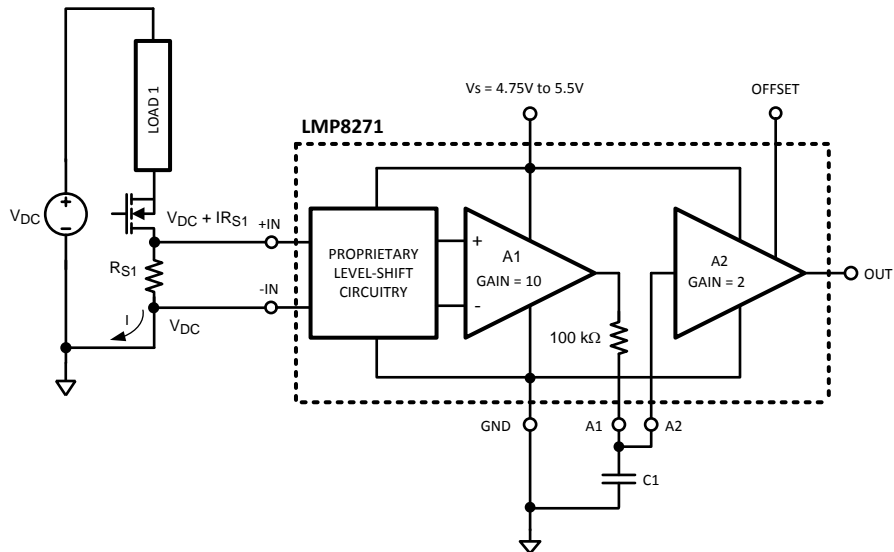 Vs = 4.75V to 5.5V
OFFSET
LMP8271
LOAD 1
+
-
VDC
VDC + IRS1
+IN
RS1
-IN
I
VDC
PROPRIETARY
LEVEL-SHIFT
CIRCUITRY
+
A1
GAIN = 10
-
A2
GAIN = 2
OUT
100 kΩ
GND
A1
A2
C1